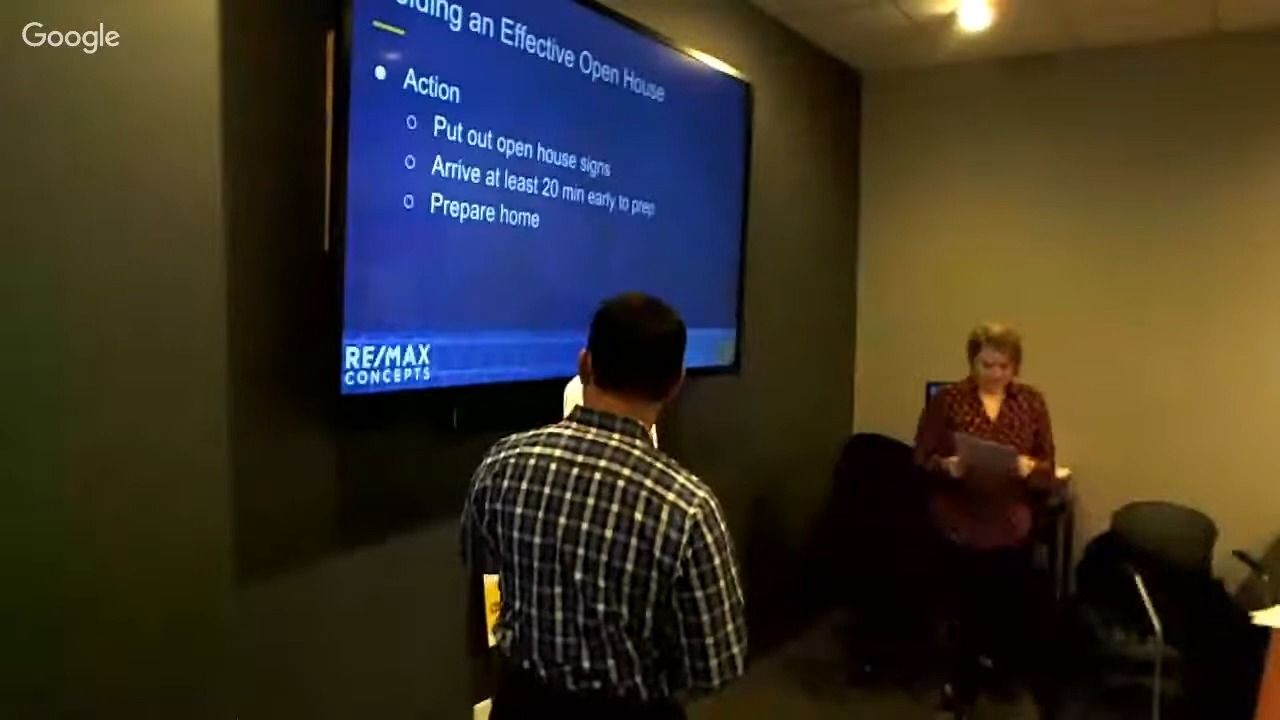 Google
an Effective Open House
Action
Put out open house signs
Arrive at least 20 min early to prep
Prepare home
RE/MAX
CONCEPTS